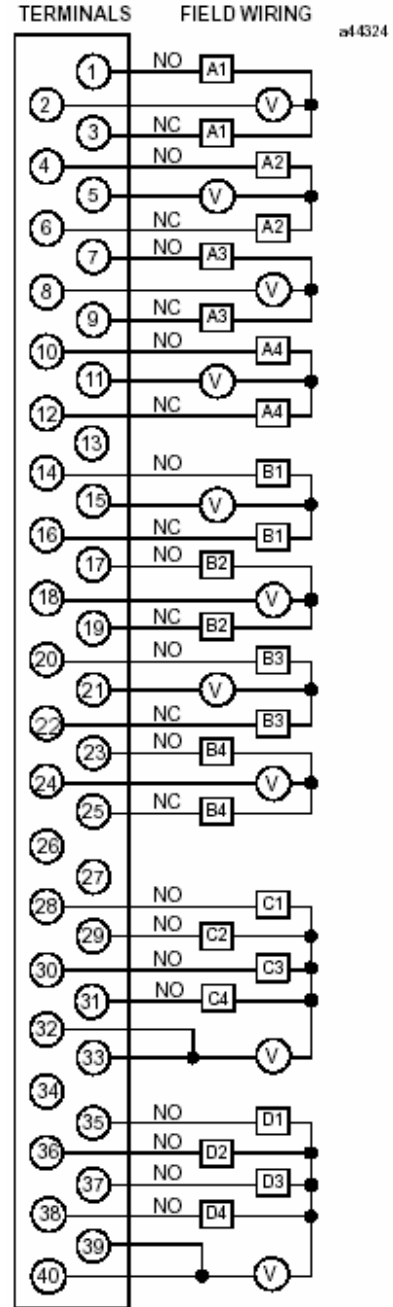 TERMINALS FIELD WIRING
a44324
1 NO A1
2 V
3 NC A1
4 NO A2
5 V
6 NC A2
7 NO A3
8 V
9 NC A3
10 NO A4
11 V
12 NC A4
13
14 NO B1
15 V
16 NC B1
17 NO B2
18 V
19 NC B2
20 NO B3
21 V
22 NC B3
23 NO B4
24 V
25 NC B4
26
27
28 NO C1
29 NO C2
30 NO C3
31 NO C4
32
33 V
34
35 NO D1
36 NO D2
37 NO D3
38 NO D4
39
40 V